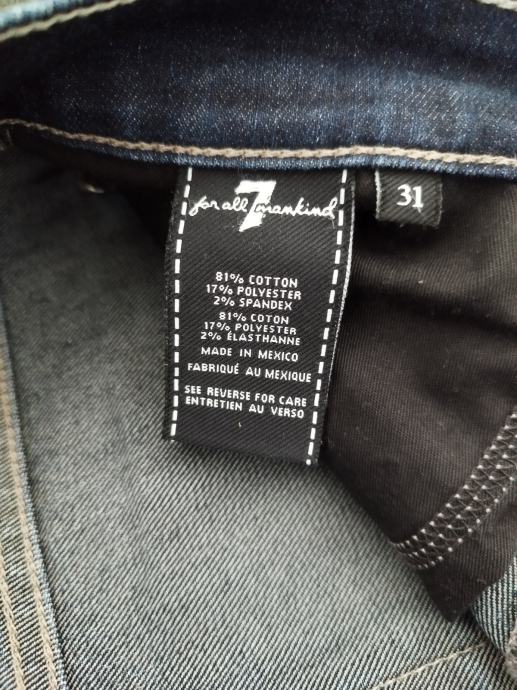 7
for all mankind
31
81% COTTON
17% POLYESTER
2% SPANDEX
81% COTON
17% POLYESTER
2% ÉLASTHANNE
MADE IN MEXICO
FABRIQUÉ AU MEXIQUE
SEE REVERSE FOR CARE
ENTRETIEN AU VERSO